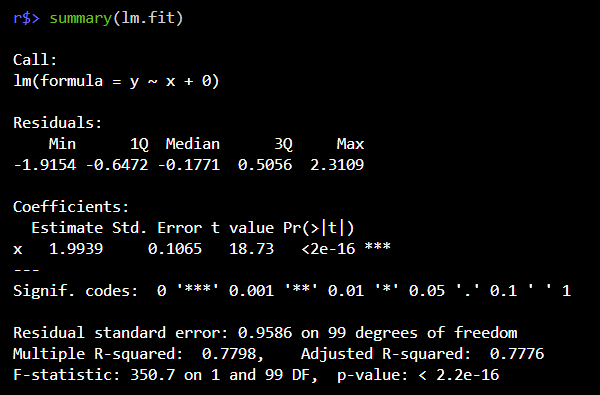 r$> summary(lm.fit)

Call:
lm(formula = y ~ x + 0)

Residuals:
    Min      1Q  Median      3Q     Max
-1.9154 -0.6472 -0.1771  0.5056  2.3109

Coefficients:
  Estimate Std. Error t value Pr(>|t|)
x   1.9939     0.1065   18.73   <2e-16 ***
---
Signif. codes:  0 '***' 0.001 '**' 0.01 '*' 0.05 '.' 0.1 ' ' 1

Residual standard error: 0.9586 on 99 degrees of freedom
Multiple R-squared:  0.7798,    Adjusted R-squared:  0.7776
F-statistic: 350.7 on 1 and 99 DF,  p-value: < 2.2e-16